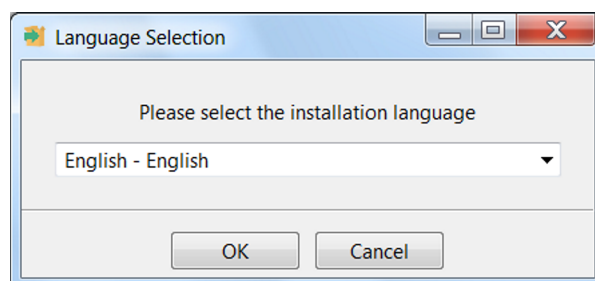 Language Selection
Please select the installation language
English - English
OK
Cancel